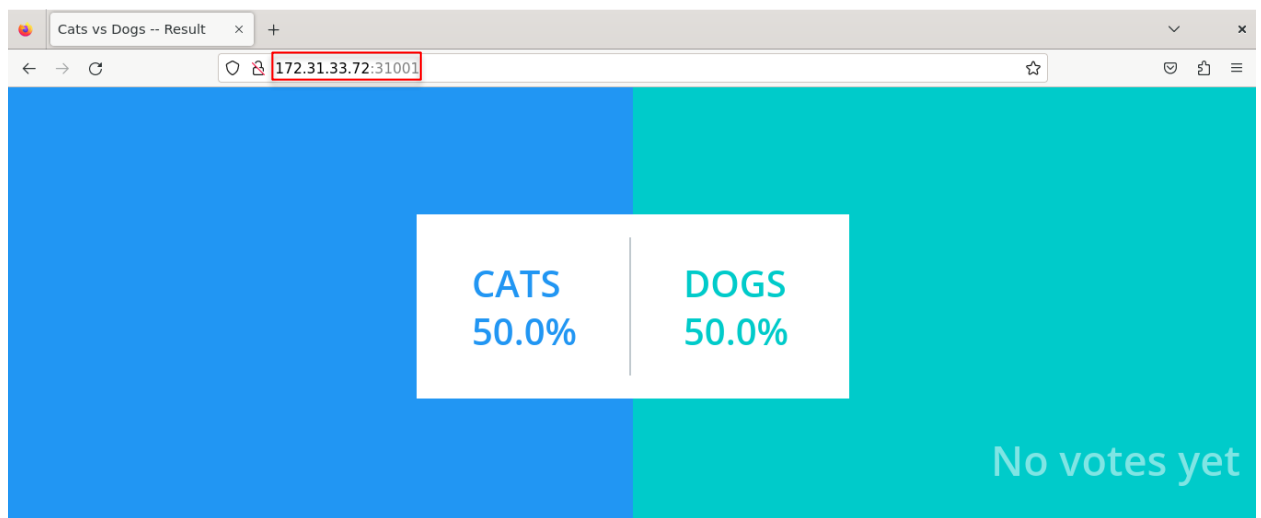 Cats vs Dogs -- Result
172.31.33.72:31001
CATS
50.0%
DOGS
50.0%
No votes yet